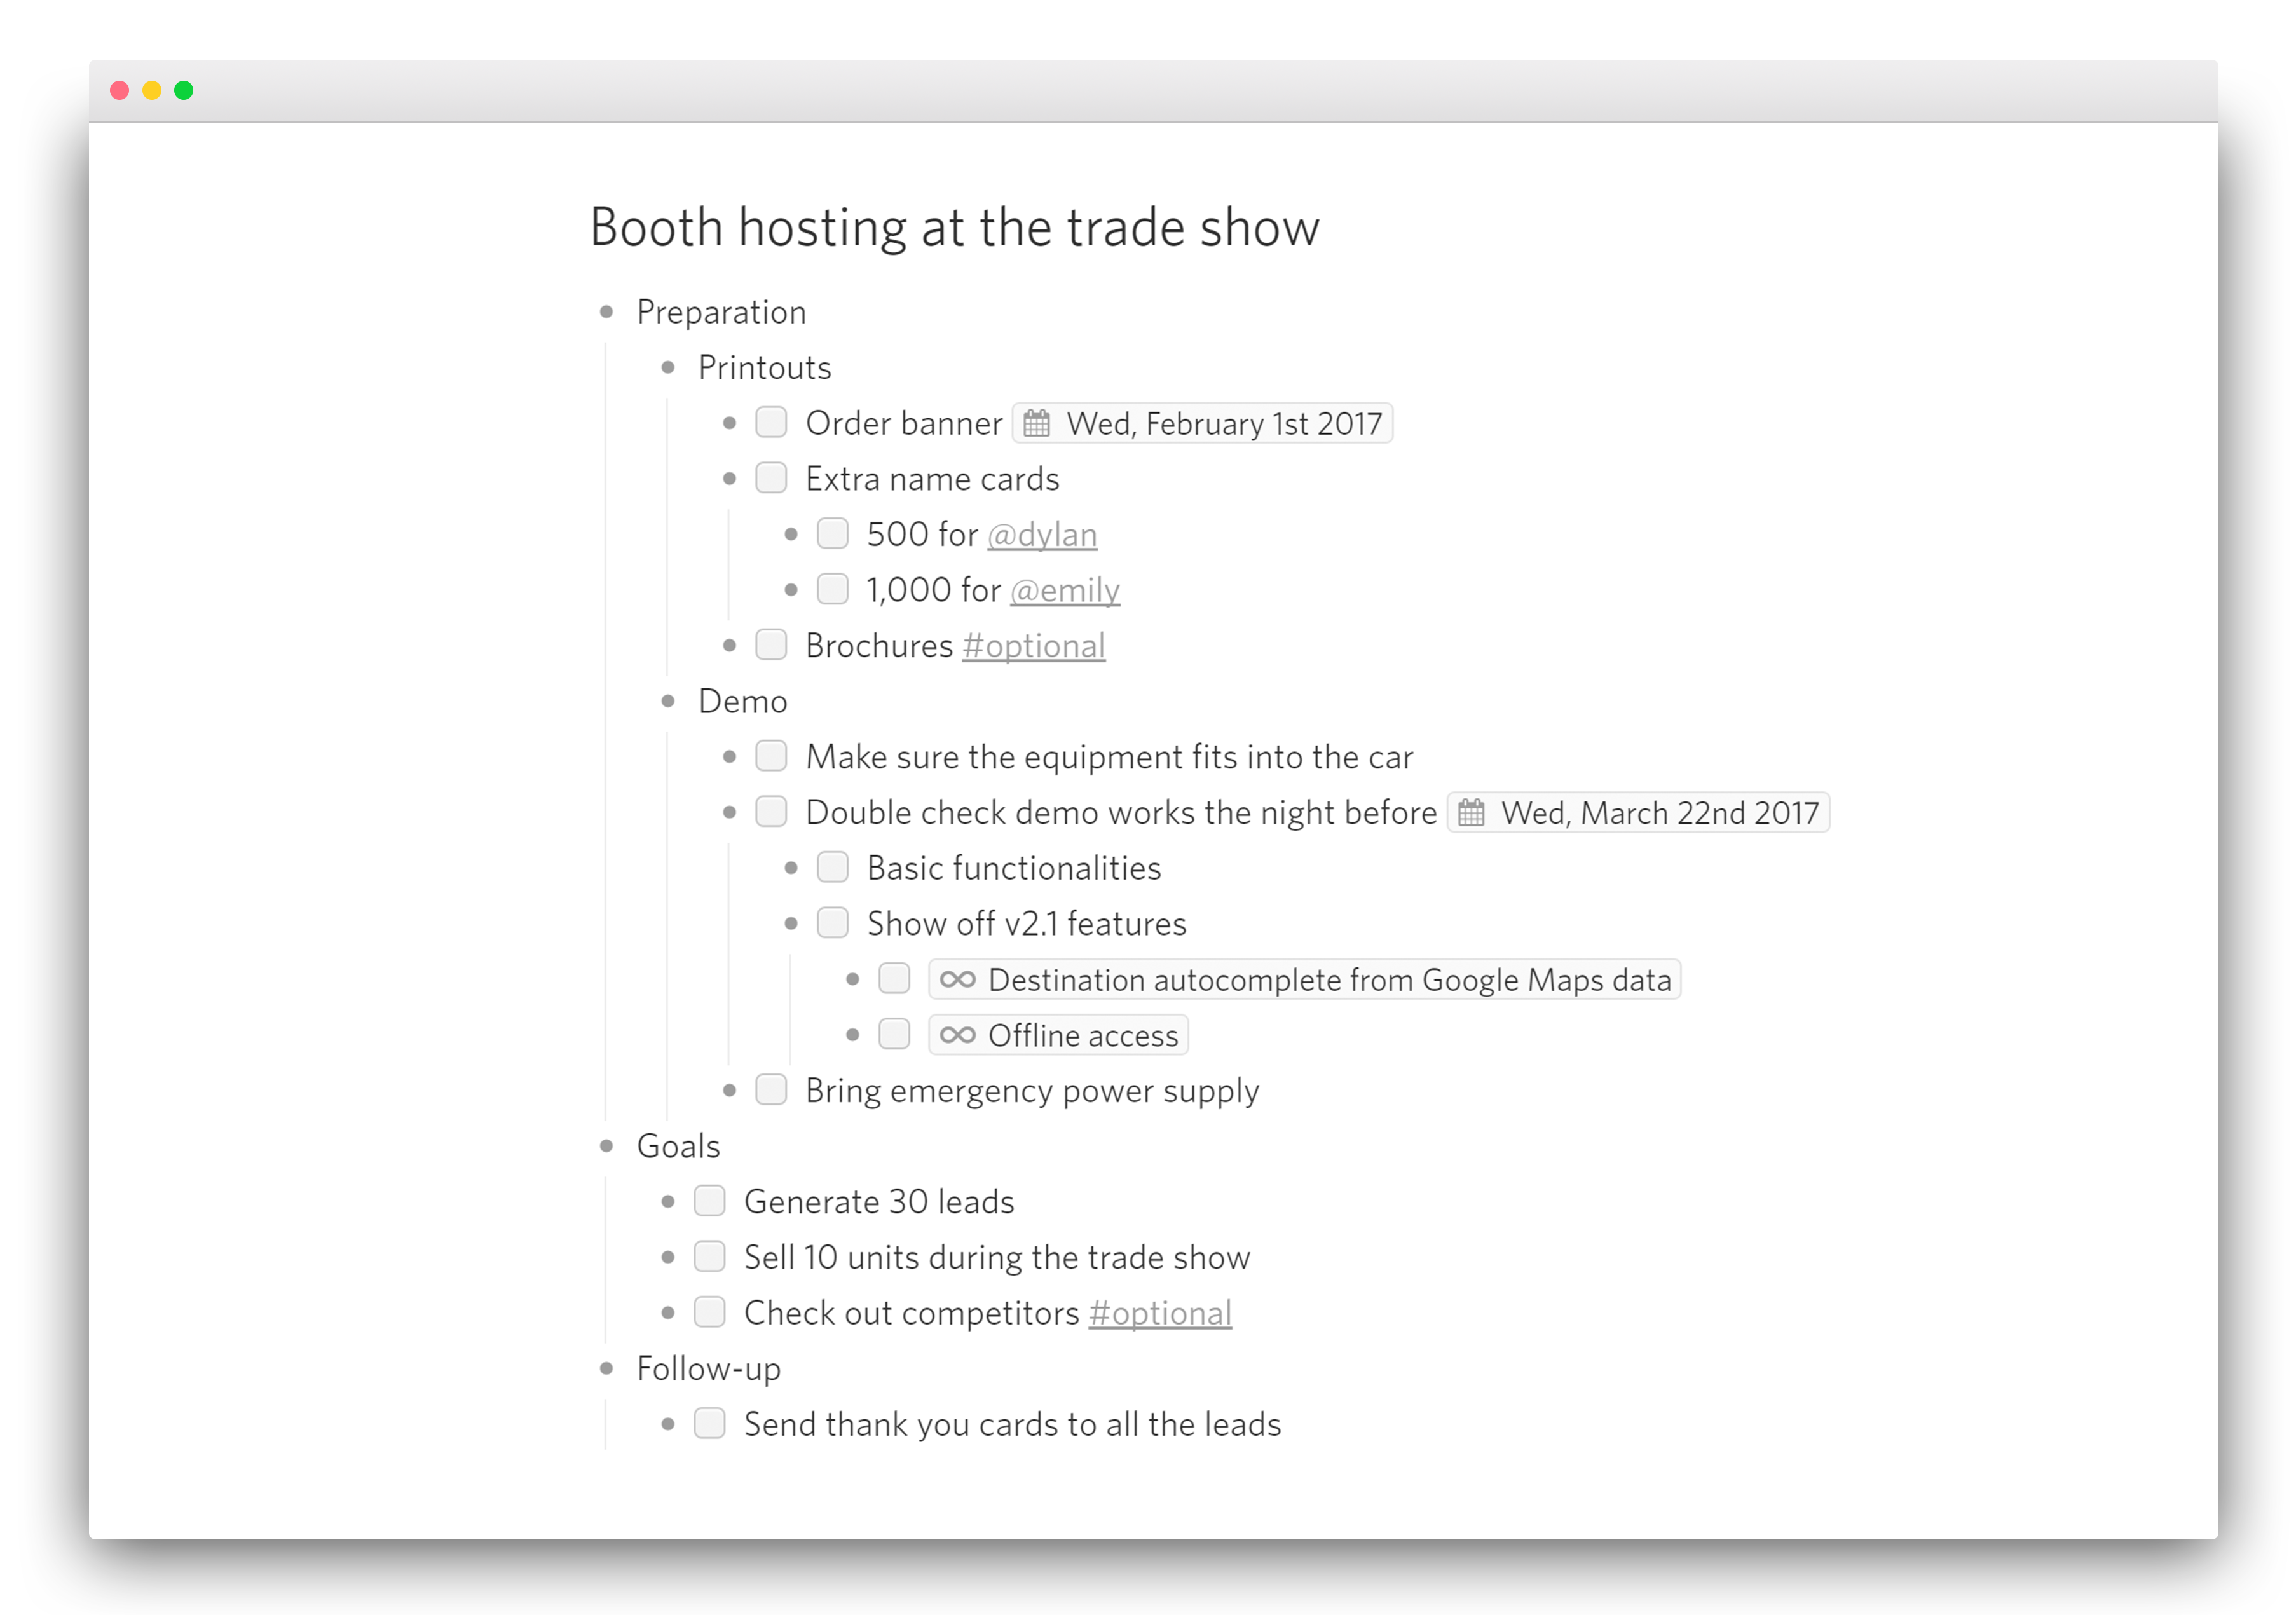 Booth hosting at the trade show
Preparation
Printouts
Order banner Wed, February 1st 2017
Extra name cards
500 for @dylan
1,000 for @emily
Brochures #optional
Demo
Make sure the equipment fits into the car
Double check demo works the night before Wed, March 22nd 2017
Basic functionalities
Show off v2.1 features
Destination autocomplete from Google Maps data
Offline access
Bring emergency power supply
Goals
Generate 30 leads
Sell 10 units during the trade show
Check out competitors #optional
Follow-up
Send thank you cards to all the leads